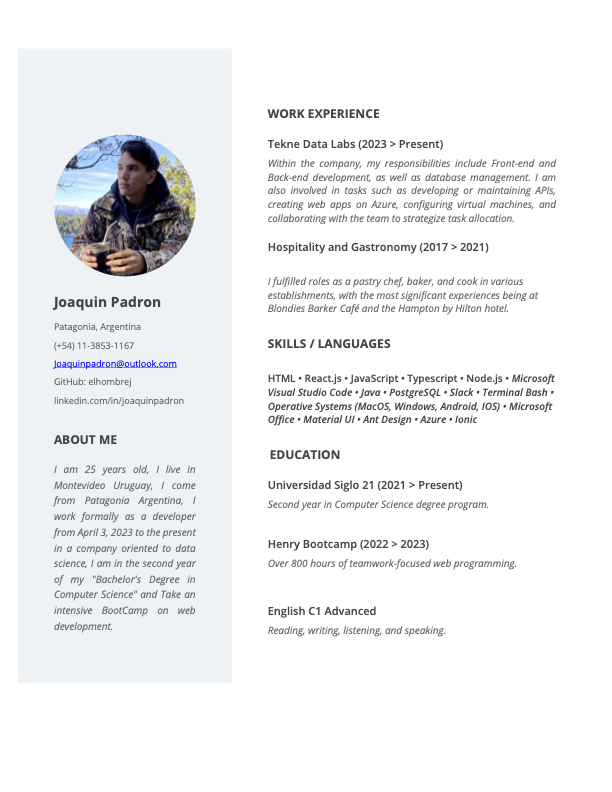 Joaquin Padron
Patagonia, Argentina
(+54) 11-3853-1167
Joaquinpadron@outlook.com
GitHub: elhombrej
linkedin.com/in/joaquinpadron
ABOUT ME
I am 25 years old, I live in
Montevideo Uruguay, I come
from Patagonia Argentina, I
work formally as a developer
from April 3, 2023 to the present
in a company oriented to data
science, I am in the second year
of my "Bachelor's Degree in
Computer Science" and Take an
intensive BootCamp on web
development.
WORK EXPERIENCE
Tekne Data Labs (2023 > Present)
Within the company, my responsibilities include Front-end and
Back-end development, as well as database management. I am
also involved in tasks such as developing or maintaining APIs,
creating web apps on Azure, configuring virtual machines, and
collaborating with the team to strategize task allocation.
Hospitality and Gastronomy (2017 > 2021)
I fulfilled roles as a pastry chef, baker, and cook in various
establishments, with the most significant experiences being at
Blondies Barker Café and the Hampton by Hilton hotel.
SKILLS / LANGUAGES
HTML • React.js • JavaScript • Typescript • Node.js • Microsoft
Visual Studio Code • Java • PostgreSQL • Slack • Terminal Bash •
Operative Systems (MacOS, Windows, Android, IOS) • Microsoft
Office • Material UI • Ant Design • Azure • Ionic
EDUCATION
Universidad Siglo 21 (2021 > Present)
Second year in Computer Science degree program.
Henry Bootcamp (2022 > 2023)
Over 800 hours of teamwork-focused web programming.
English C1 Advanced
Reading, writing, listening, and speaking.